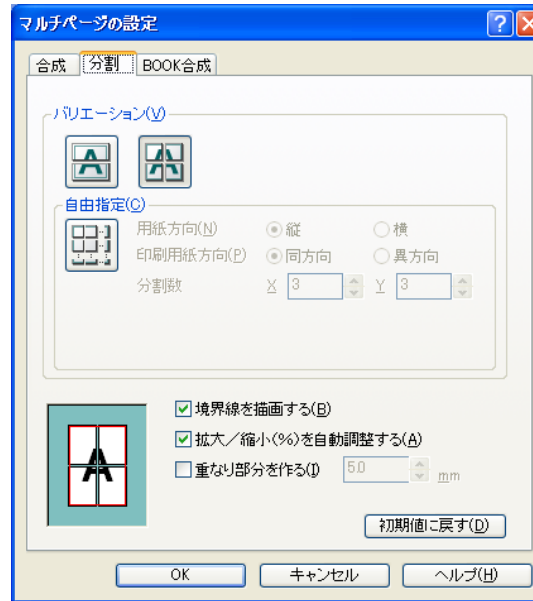 マルチページの設定
合成 分割 BOOK合成
バリエーション(V)
A A
自由指定(C)
用紙方向(N) 縦 横
印刷用紙方向(P) 同方向 異方向
分割数 X 3 Y 3
境界線を描画する(B)
拡大/縮小(%)を自動調整する(A)
重なり部分を作る(I) 5.0 mm
A
初期値に戻す(D)
OK キャンセル ヘルプ(H)